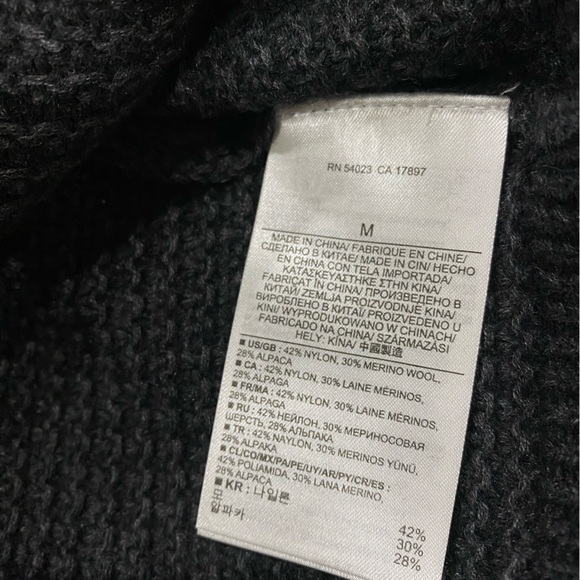 RN 54023 CA 17897
M
MADE IN CHINA/ FABRIQUE EN CHINE/
СДЕЛАНО В КИТАЕ/ MADE IN CIN/ HECHO
EN CHINA CON TELA IMPORTADA/
ΚΑΤΑΣΚΕΥΑΣΤΗΚΕ ΣΤΗΝ ΚΙΝΑ/
FABRICAT ÎN CHINA/ ПРОИЗВЕДЕНО В
КИТАЙ/ ZEMLJA PROIZVODNJE KINA/
ВИРОБЛЕНО В КИТАЇ/ PROIZVEDENO U
KINI/ WYPRODUKOWANO W CHINACH/
FABRICADO NA CHINA/ SZÁRMAZÁSI
HELY: KÍNA/ 中國製造
■ US/GB : 42% NYLON, 30% MERINO WOOL,
28% ALPACA
■ CA : 42% NYLON, 30% LAINE MÉRINOS,
28% ALPAGA
■ FR/MA : 42% NYLON, 30% LAINE MÉRINOS,
28% ALPAGA
■ RU : 42% НЕЙЛОН, 30% МЕРИНОСОВАЯ
ШЕРСТЬ, 28% АЛЬПАКА
■ TR : 42% NAYLON, 30% MERINOS YÜNÜ,
28% ALPAKA
■ CL/CO/MX/PA/PE/UY/AR/PY/CR/ES :
42% POLIAMIDA, 30% LANA MERINO,
28% ALPACA
■ KR : 나일론 42%
모 30%
알파카 28%